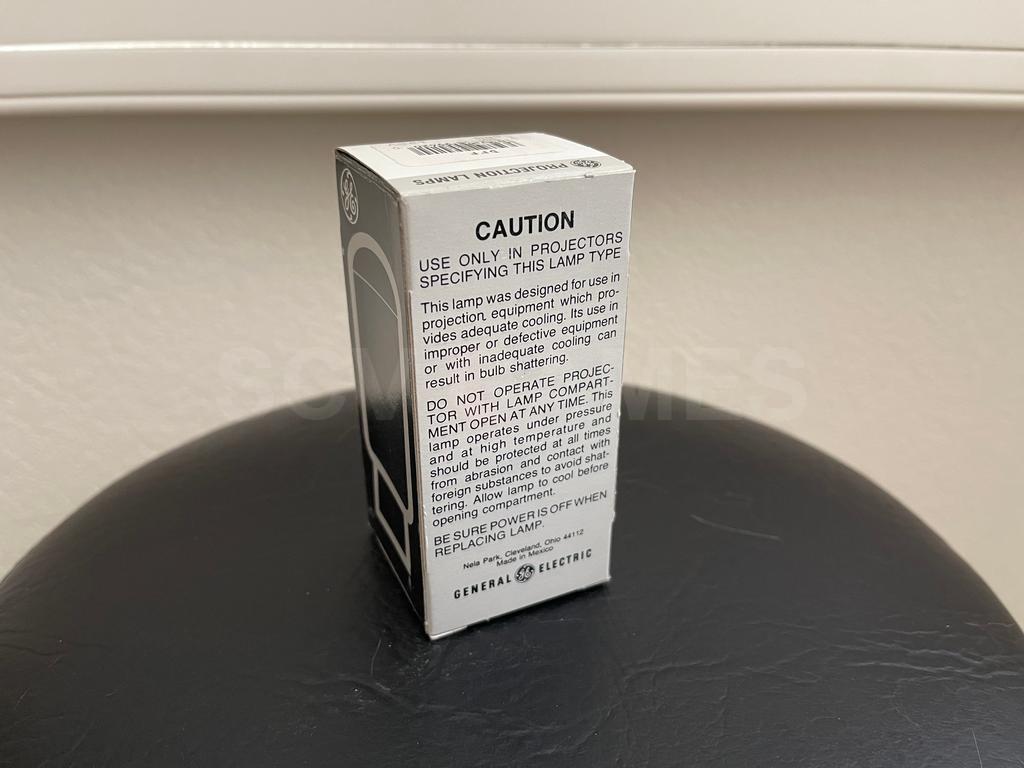 DFF
PROJECTION LAMPS
CAUTION
USE ONLY IN PROJECTORS
SPECIFYING THIS LAMP TYPE
This lamp was designed for use in
projection equipment which pro-
vides adequate cooling. Its use in
improper or defective equipment
or with inadequate cooling can
result in bulb shattering.
DO NOT OPERATE PROJEC-
TOR WITH LAMP COMPART-
MENT OPEN AT ANY TIME. This
lamp operates under pressure
and at high temperature and
should be protected at all times
from abrasion and contact with
foreign substances to avoid shat-
tering. Allow lamp to cool before
opening compartment.
BE SURE POWER IS OFF WHEN
REPLACING LAMP.
Nela Park, Cleveland, Ohio 44112
Made in Mexico
GENERAL GE ELECTRIC